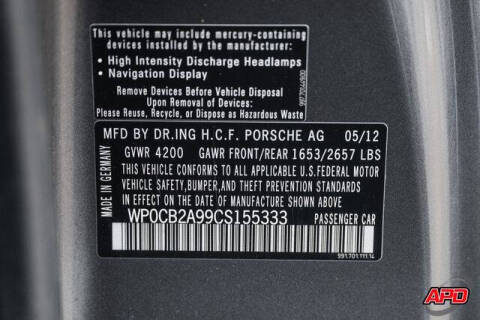 This vehicle may include mercury-containing
devices installed by the manufacturer:
• High Intensity Discharge Headlamps
• Navigation Display
Remove Devices Before Vehicle Disposal
Upon Removal of Devices:
Please Reuse, Recycle, or Dispose as Hazardous Waste
MFD BY DR.ING H.C.F. PORSCHE AG 05/12
GVWR 4200 GAWR FRONT/REAR 1653/2657 LBS
THIS VEHICLE CONFORMS TO ALL
APPLICABLE U.S.FEDERAL MOTOR
VEHICLE SAFETY,BUMPER,AND THEFT
PREVENTION STANDARDS
IN EFFECT ON THE DATE OF
MANUFACTURE SHOWN ABOVE
WP0CB2A99CS155333
PASSENGER CAR
MADE IN GERMANY
991.701.111.14
APD